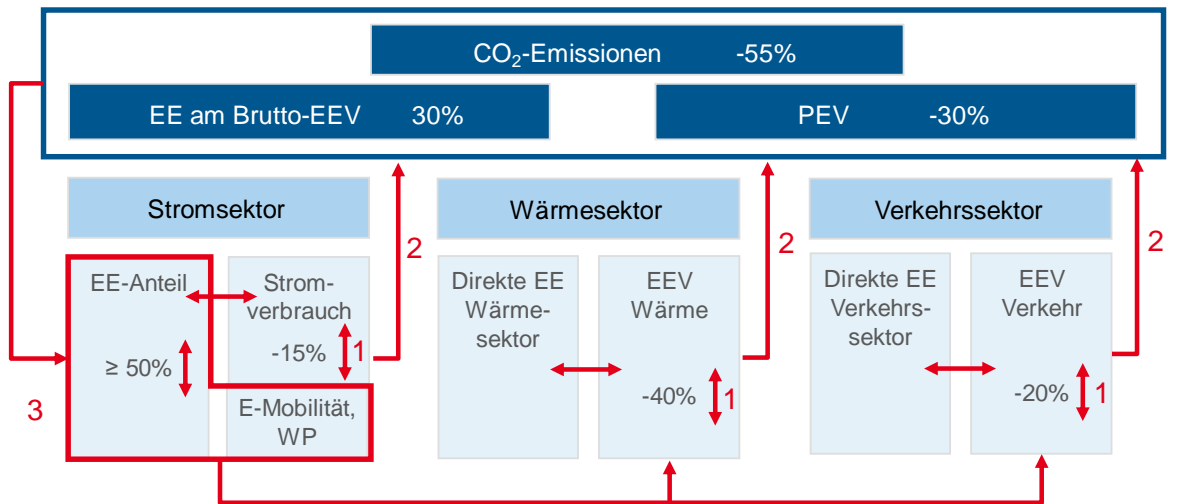 CO₂-Emissionen -55%
EE am Brutto-EEV 30%
PEV -30%
Stromsektor
Wärmesektor
Verkehrssektor
2
2
2
EE-Anteil
≥ 50%
Strom-
verbrauch
-15%
1
E-Mobilität,
WP
3
Direkte EE
Wärme-
sektor
EEV
Wärme
-40%
1
Direkte EE
Verkehrs-
sektor
EEV
Verkehr
-20%
1